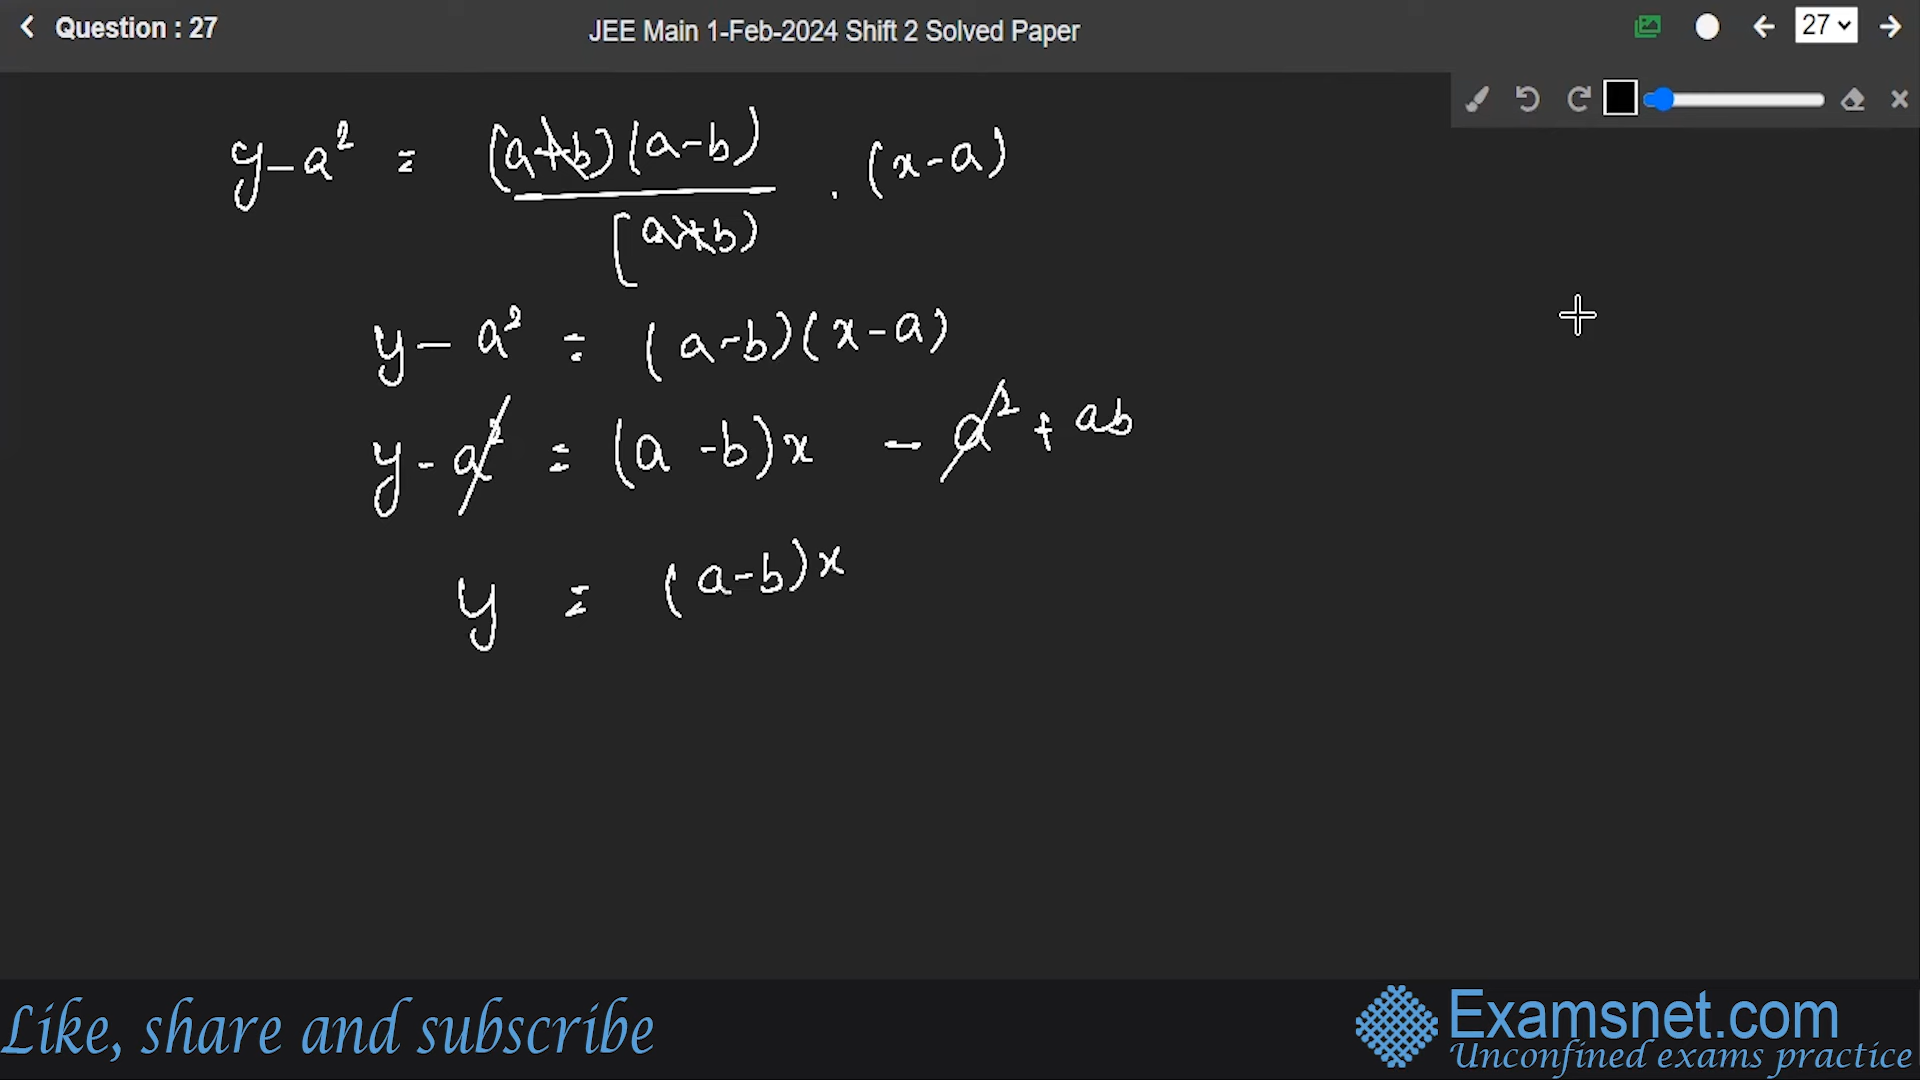 Question : 27
JEE Main 1-Feb-2024 Shift 2 Solved Paper
27
y - a² = (a+b)(a-b) / (a+b) . (x-a)
y - a² = (a-b)(x-a)
y - a² = (a-b)x - a² + ab
y = (a-b)x
Like, share and subscribe
Examsnet.com
Unconfined exams practice